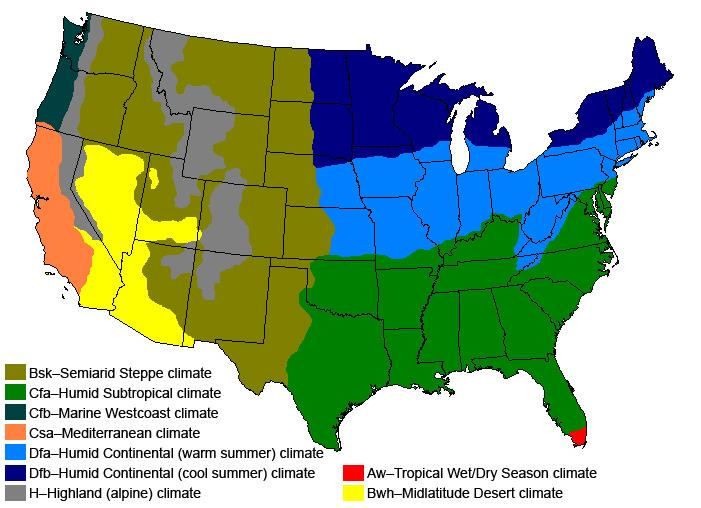 Bsk–Semiarid Steppe climate
Cfa–Humid Subtropical climate
Cfb–Marine Westcoast climate
Csa–Mediterranean climate
Dfa–Humid Continental (warm summer) climate
Dfb–Humid Continental (cool summer) climate
H–Highland (alpine) climate
Aw–Tropical Wet/Dry Season climate
Bwh–Midlatitude Desert climate